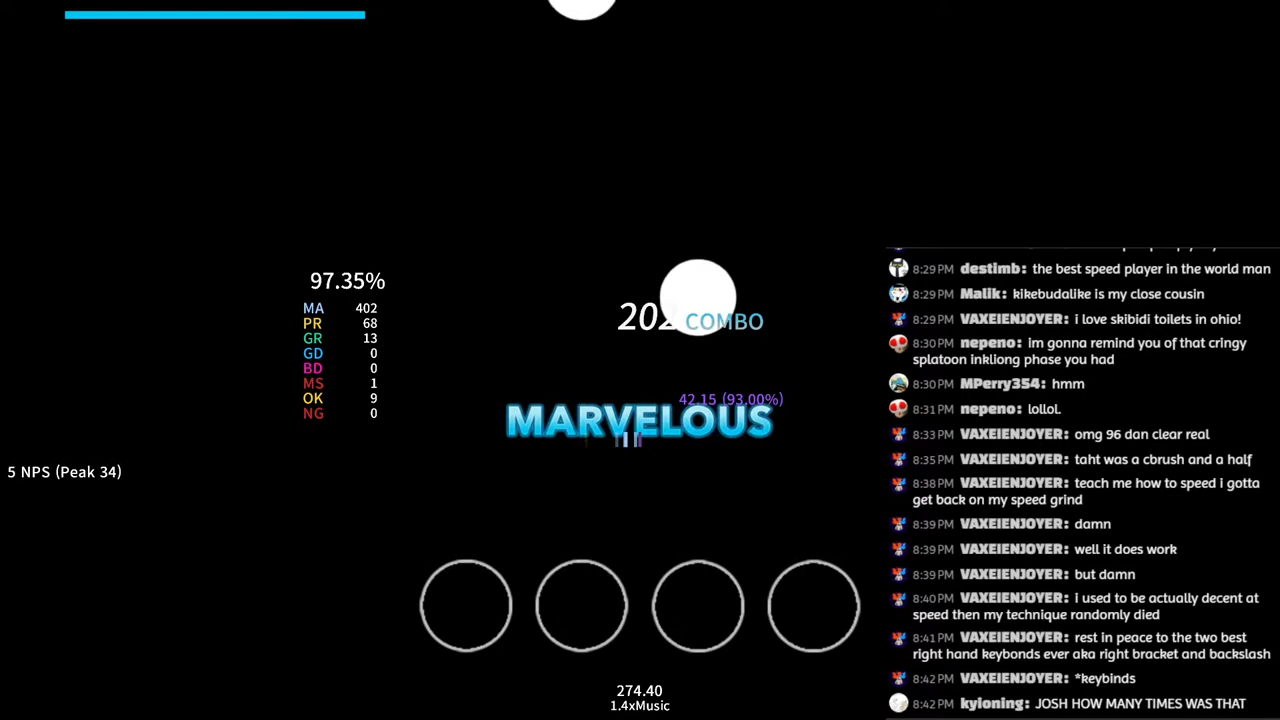 97.35%
MA 402
PR 68
GR 13
GD 0
BD 0
MS 1
OK 9
NG 0
5 NPS (Peak 34)
202 COMBO
42.15 (93.00%)
MARVELOUS
274.40
1.4xMusic
8:29 PM destimb: the best speed player in the world man
8:29 PM Malik: kikebudalike is my close cousin
8:29 PM VAXEIENJOYER: i love skibidi toilets in ohio!
8:30 PM nepeno: im gonna remind you of that cringy
splatoon inkliong phase you had
8:30 PM MPerry354: hmm
8:31 PM nepeno: lollol.
8:33 PM VAXEIENJOYER: omg 96 dan clear real
8:35 PM VAXEIENJOYER: taht was a cbrush and a half
8:38 PM VAXEIENJOYER: teach me how to speed i gotta
get back on my speed grind
8:39 PM VAXEIENJOYER: damn
8:39 PM VAXEIENJOYER: well it does work
8:39 PM VAXEIENJOYER: but damn
8:40 PM VAXEIENJOYER: i used to be actually decent at
speed then my technique randomly died
8:41 PM VAXEIENJOYER: rest in peace to the two best
right hand keybonds ever aka right bracket and backslash
8:42 PM VAXEIENJOYER: *keybinds
8:42 PM kyloning: JOSH HOW MANY TIMES WAS THAT